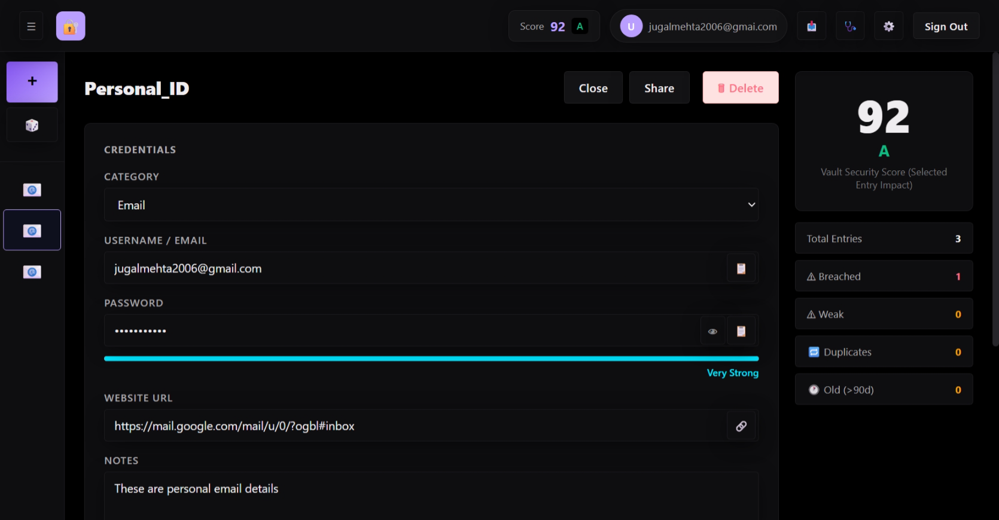 Score 92 A
U jugalmehta2006@gmai.com
Sign Out
+
Personal_ID
Close
Share
Delete
CREDENTIALS
CATEGORY
Email
USERNAME / EMAIL
jugalmehta2006@gmail.com
PASSWORD
•••••••••••
Very Strong
WEBSITE URL
https://mail.google.com/mail/u/0/?ogbl#inbox
NOTES
These are personal email details
92
A
Vault Security Score (Selected
Entry Impact)
Total Entries 3
⚠ Breached 1
⚠ Weak 0
Duplicates 0
Old (>90d) 0